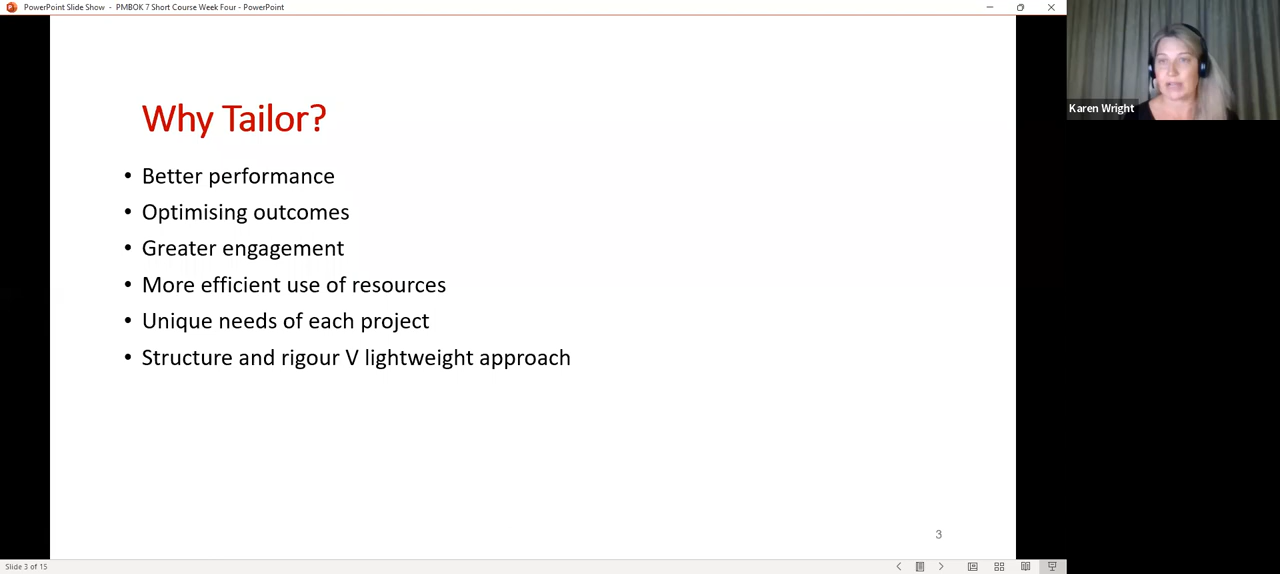 PowerPoint Slide Show - PMBOK 7 Short Course Week Four - PowerPoint
Karen Wright
Why Tailor?
• Better performance
• Optimising outcomes
• Greater engagement
• More efficient use of resources
• Unique needs of each project
• Structure and rigour V lightweight approach
3
Slide 3 of 15